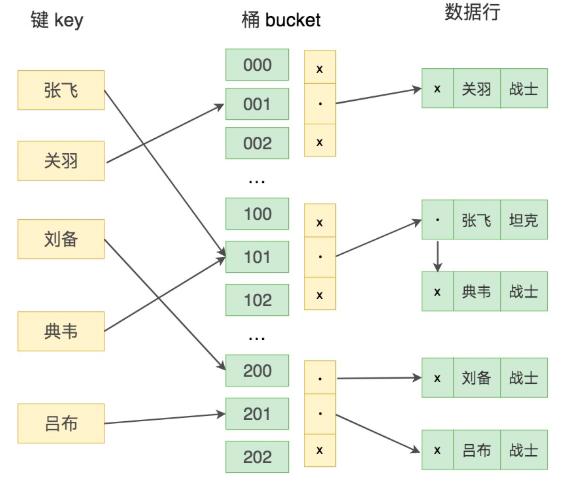 键 key
桶 bucket
数据行
张飞
关羽
刘备
典韦
吕布
000
001
002
...
100
101
102
...
200
201
202
x
·
x
x
·
x
·
·
x
x 关羽 战士
· 张飞 坦克
x 典韦 战士
x 刘备 战士
x 吕布 战士